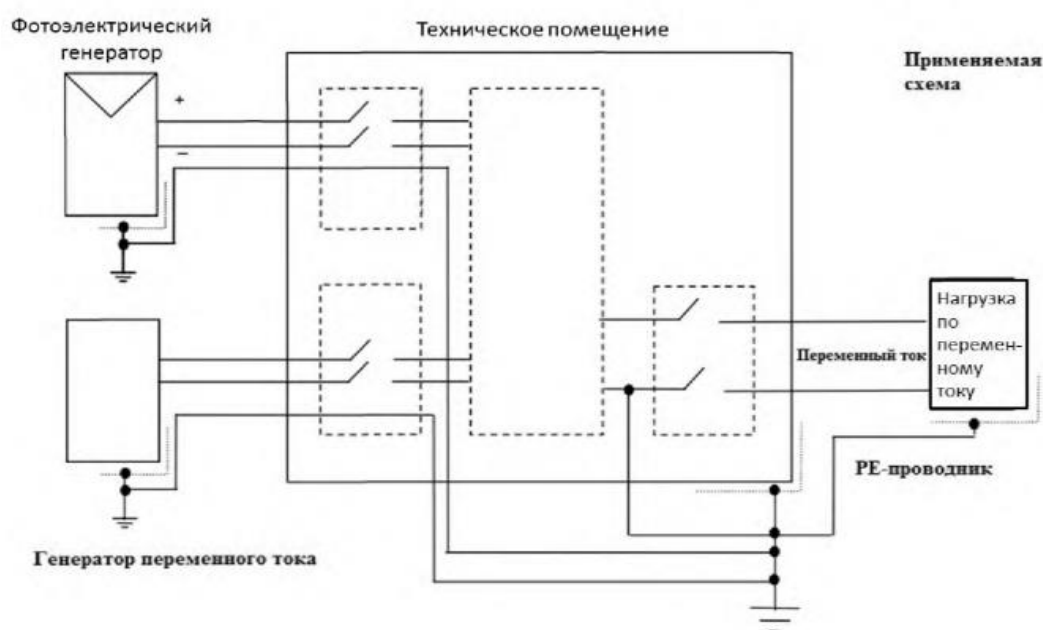 Фотоэлектрический
генератор
Техническое помещение
Применяемая
схема
+
–
Нагрузка
по
перемен-
ному
току
Переменный ток
PE-проводник
Генератор переменного тока